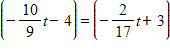 (-10/9 t-4)=(-2/17 t+3)